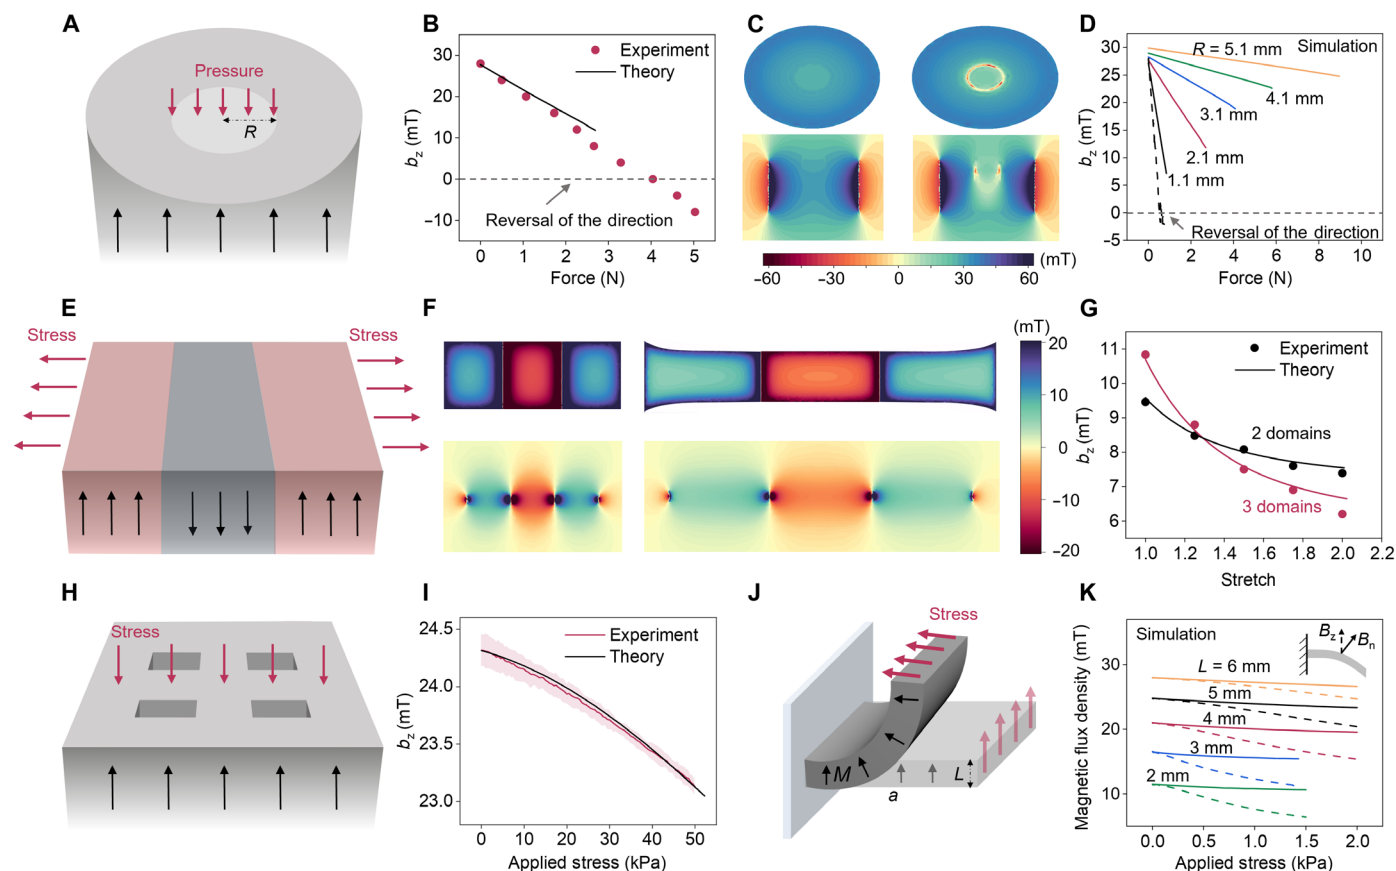 A
Pressure
R
B
30
20
10
0
−10
b_z (mT)
Experiment
Theory
Reversal of the direction
0 1 2 3 4 5
Force (N)
C
−60 −30 0 30 60 (mT)
D
30
25
20
15
10
5
0
−5
b_z (mT)
R = 5.1 mm
Simulation
4.1 mm
3.1 mm
2.1 mm
1.1 mm
Reversal of the direction
0 2 4 6 8 10
Force (N)
E
Stress
Stress
F
(mT)
20
10
0
−10
−20
b_z (mT)
G
11
10
9
8
7
6
Experiment
Theory
2 domains
3 domains
1.0 1.2 1.4 1.6 1.8 2.0 2.2
Stretch
H
Stress
I
24.5
24.0
23.5
23.0
b_z (mT)
Experiment
Theory
0 10 20 30 40 50
Applied stress (kPa)
J
Stress
M
L
a
K
Magnetic flux density (mT)
30
20
10
Simulation
B_z
B_n
L = 6 mm
5 mm
4 mm
3 mm
2 mm
0.0 0.5 1.0 1.5 2.0
Applied stress (kPa)